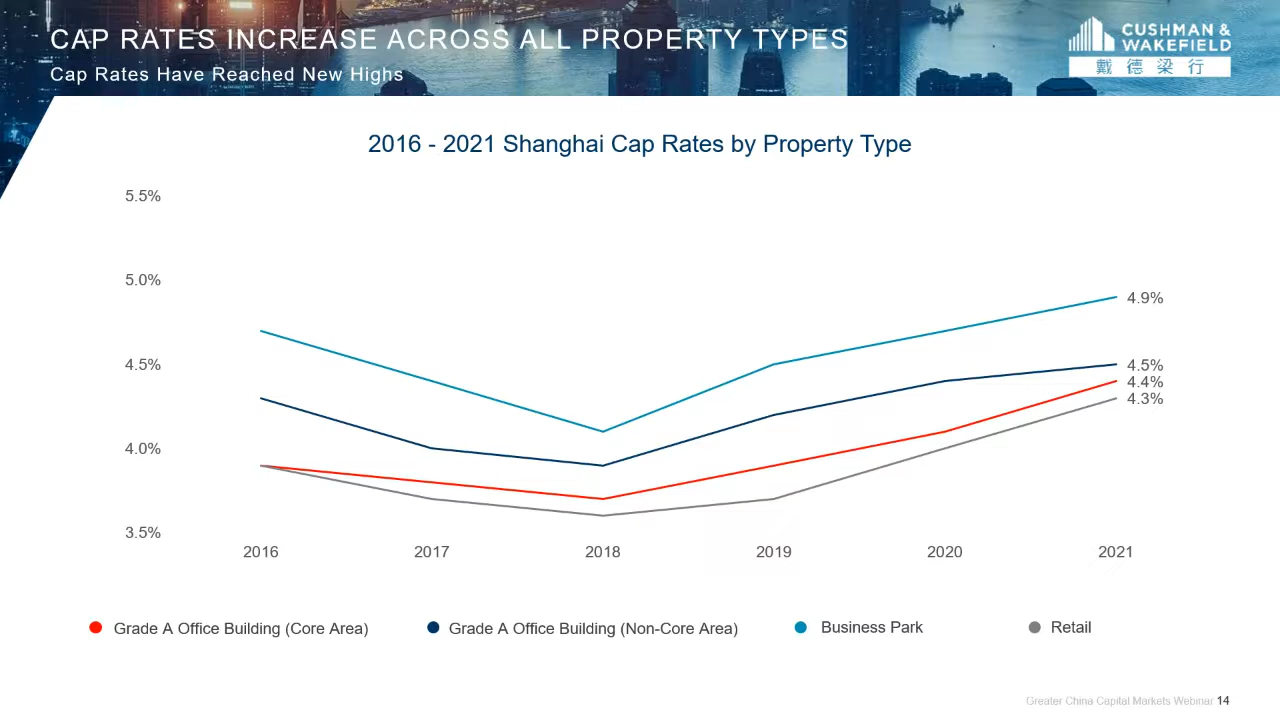 CAP RATES INCREASE ACROSS ALL PROPERTY TYPES
Cap Rates Have Reached New Highs
CUSHMAN &
WAKEFIELD
戴德梁行
2016 - 2021 Shanghai Cap Rates by Property Type
5.5%
5.0%
4.5%
4.0%
3.5%
4.9%
4.5%
4.4%
4.3%
2016 2017 2018 2019 2020 2021
Grade A Office Building (Core Area) Grade A Office Building (Non-Core Area) Business Park Retail
Greater China Capital Markets Webinar 14